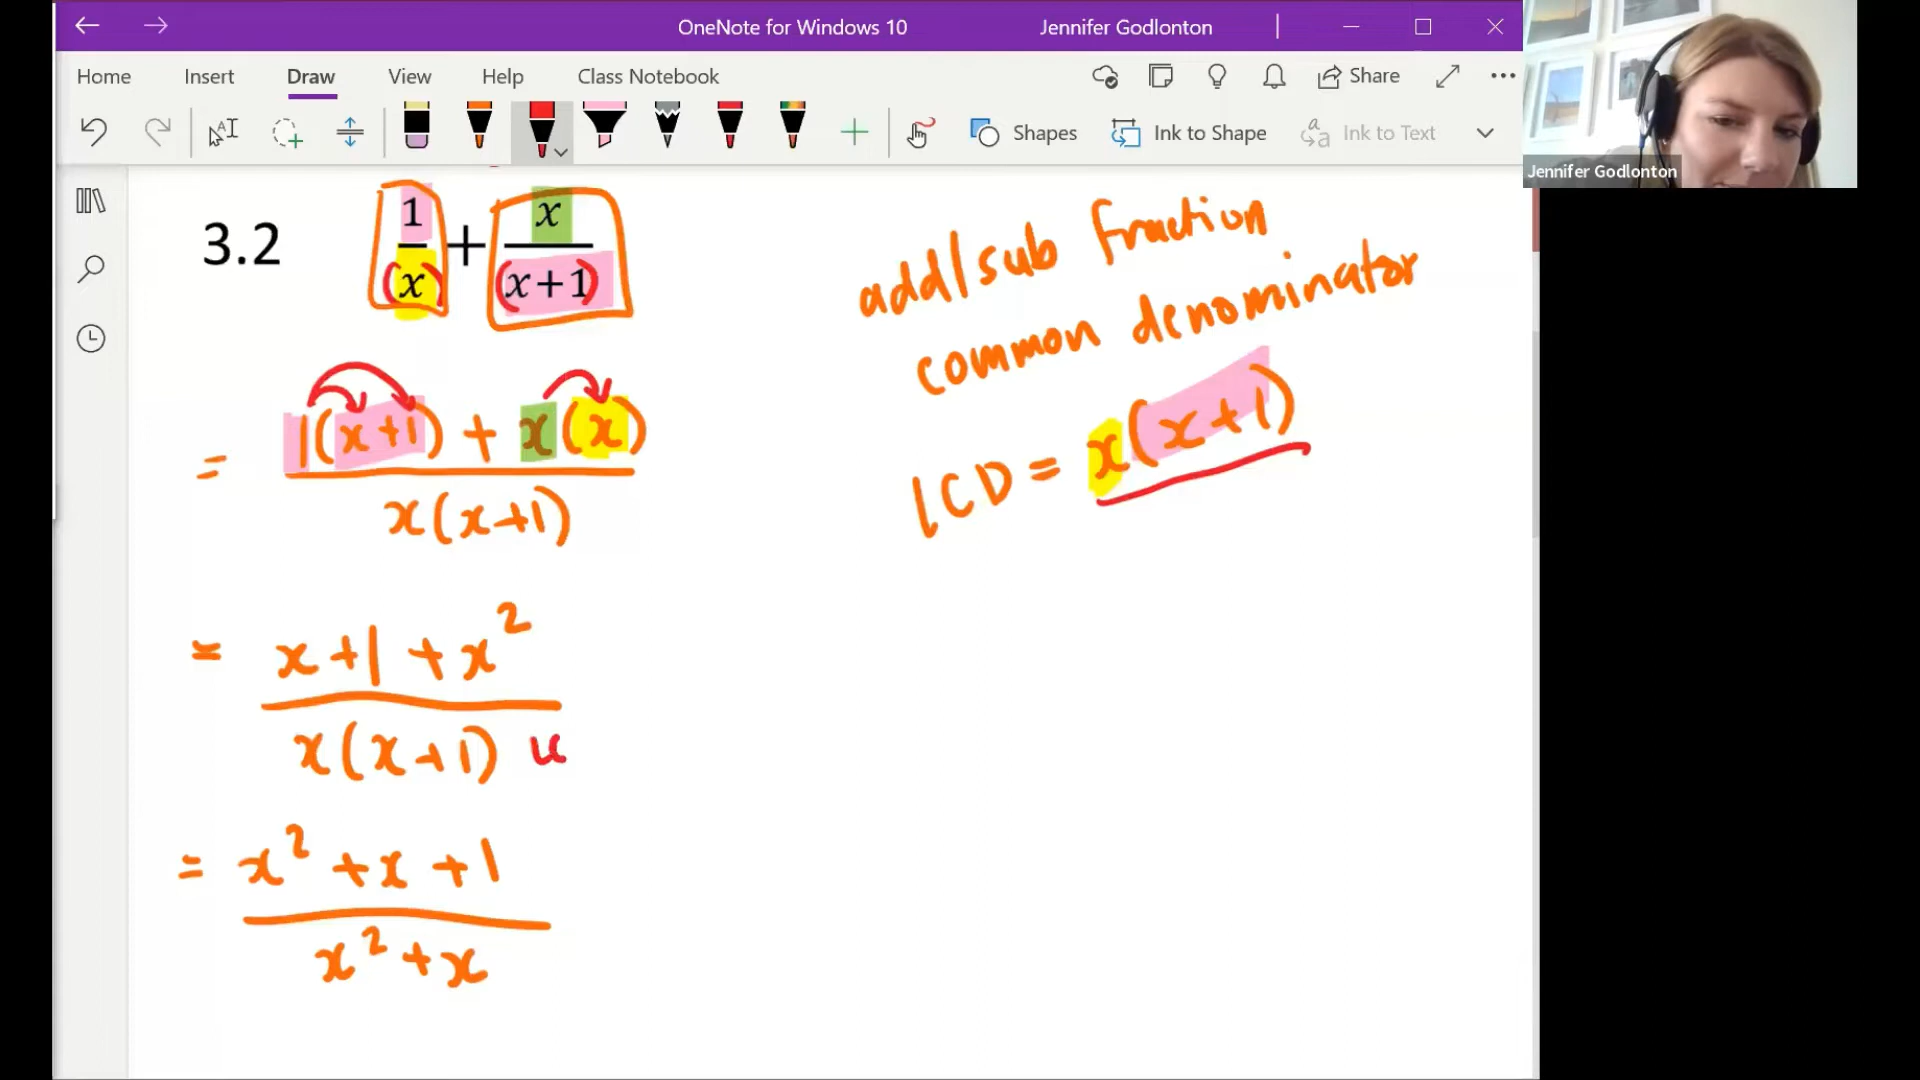 OneNote for Windows 10
Jennifer Godlonton
Home Insert Draw View Help Class Notebook
Share
Shapes Ink to Shape Ink to Text
Jennifer Godlonton
3.2 1/x + x/(x+1)
add/sub fraction
common denominator
LCD = x(x+1)
= 1(x+1) + x(x)
x(x+1)
= x+1+x²
x(x+1)
= x²+x+1
x²+x